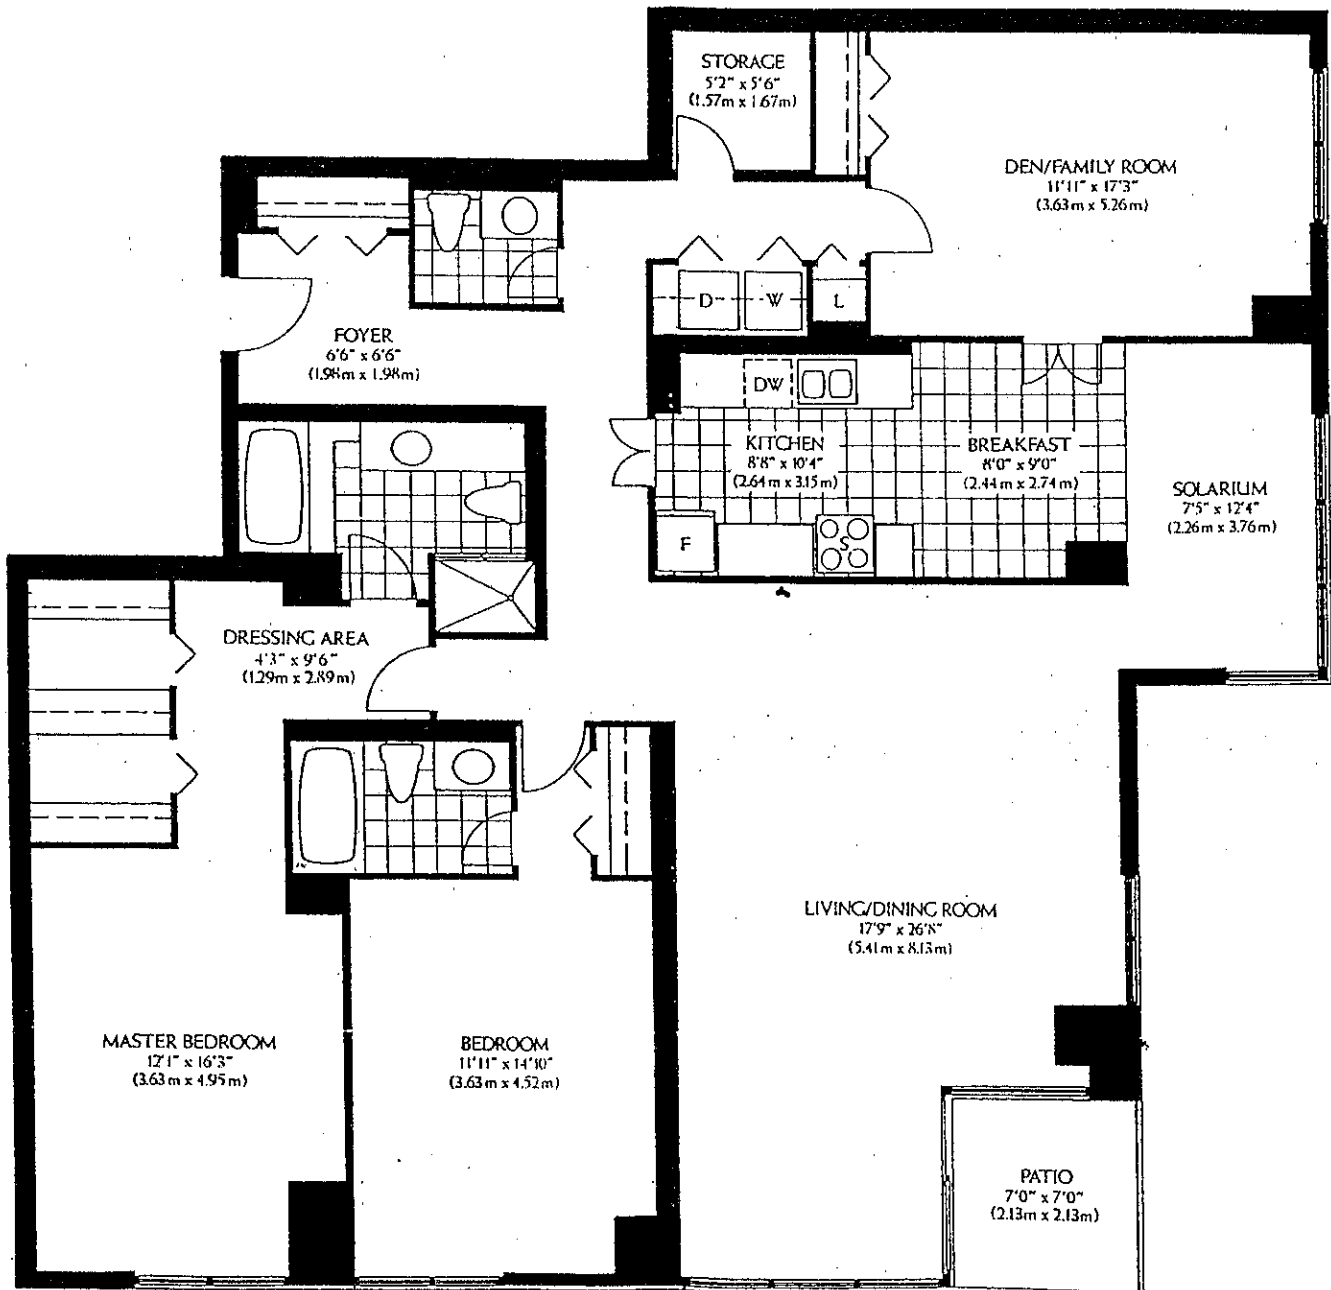 STORAGE
5'2" x 5'6"
(1.57m x 1.67m)
DEN/FAMILY ROOM
11'11" x 17'3"
(3.63m x 5.26m)
D
W
L
FOYER
6'6" x 6'6"
(1.98m x 1.98m)
DW
KITCHEN
8'8" x 10'4"
(2.64m x 3.15m)
BREAKFAST
8'0" x 9'0"
(2.44m x 2.74m)
SOLARIUM
7'5" x 12'4"
(2.26m x 3.76m)
F
S
DRESSING AREA
4'3" x 9'6"
(1.29m x 2.89m)
LIVING/DINING ROOM
17'9" x 26'8"
(5.41m x 8.13m)
MASTER BEDROOM
12'1" x 16'3"
(3.63m x 4.95m)
BEDROOM
11'11" x 14'10"
(3.63m x 4.52m)
PATIO
7'0" x 7'0"
(2.13m x 2.13m)